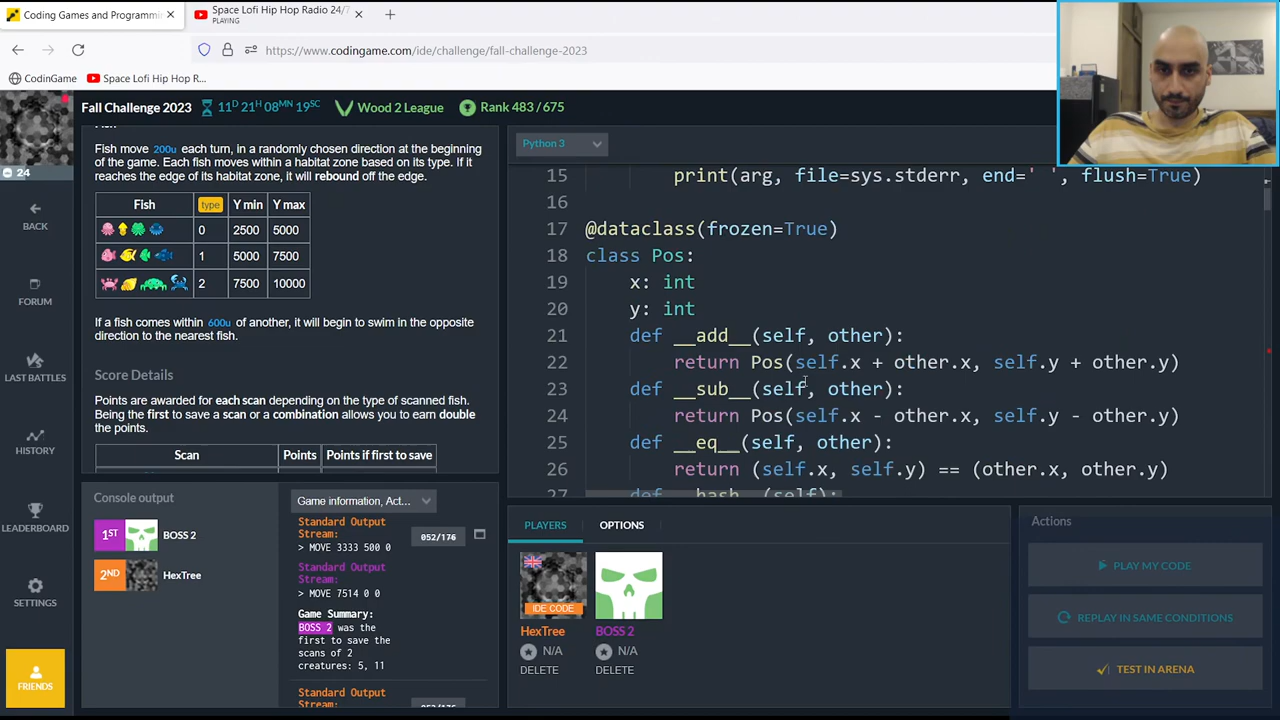 Coding Games and Programmi
Space Lofi Hip Hop Radio 24/7
PLAYING
https://www.codingame.com/ide/challenge/fall-challenge-2023
CodinGame
Space Lofi Hip Hop R...
Fall Challenge 2023
11D 21H 08MN 19SC
Wood 2 League
Rank 483 / 675
24
BACK
FORUM
LAST BATTLES
HISTORY
LEADERBOARD
SETTINGS
FRIENDS
Fish move 200u each turn, in a randomly chosen direction at the beginning
of the game. Each fish moves within a habitat zone based on its type. If it
reaches the edge of its habitat zone, it will rebound off the edge.
Fish type Y min Y max
0 2500 5000
1 5000 7500
2 7500 10000
If a fish comes within 600u of another, it will begin to swim in the opposite
direction to the nearest fish.
Score Details
Points are awarded for each scan depending on the type of scanned fish.
Being the first to save a scan or a combination allows you to earn double
the points.
Scan Points Points if first to save
Console output
1ST BOSS 2
2ND HexTree
Game information, Act...
Standard Output
Stream:
> MOVE 3333 500 0
052/176
Standard Output
Stream:
> MOVE 7514 0 0
Game Summary:
BOSS 2 was the
first to save the
scans of 2
creatures: 5, 11
Standard Output
Stream:
053/176
Python 3
15 print(arg, file=sys.stderr, end=' ', flush=True)
16
17 @dataclass(frozen=True)
18 class Pos:
19 x: int
20 y: int
21 def __add__(self, other):
22 return Pos(self.x + other.x, self.y + other.y)
23 def __sub__(self, other):
24 return Pos(self.x - other.x, self.y - other.y)
25 def __eq__(self, other):
26 return (self.x, self.y) == (other.x, other.y)
27 def __hash__(self):
PLAYERS
OPTIONS
IDE CODE
HexTree
N/A
DELETE
BOSS 2
N/A
DELETE
Actions
PLAY MY CODE
REPLAY IN SAME CONDITIONS
TEST IN ARENA